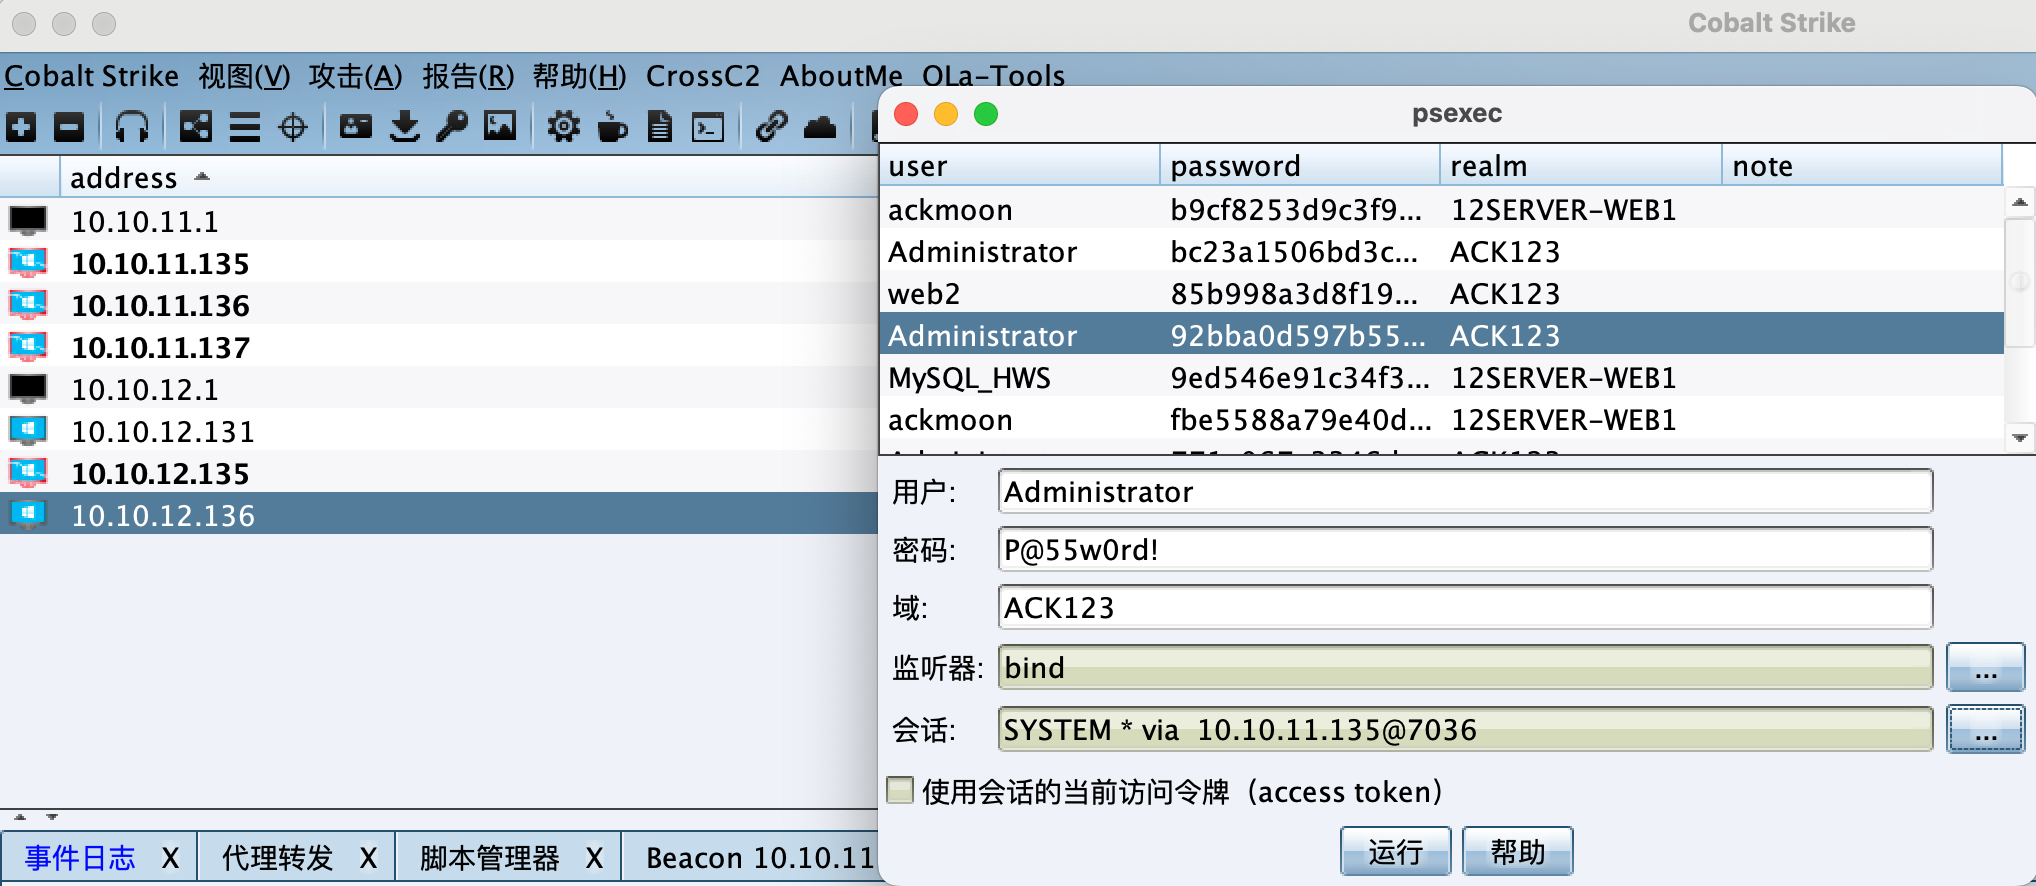 Cobalt Strike
Cobalt Strike 视图(V) 攻击(A) 报告(R) 帮助(H) CrossC2 AboutMe OLa-Tools
address
10.10.11.1
10.10.11.135
10.10.11.136
10.10.11.137
10.10.12.1
10.10.12.131
10.10.12.135
10.10.12.136
psexec
user password realm note
ackmoon b9cf8253d9c3f9... 12SERVER-WEB1
Administrator bc23a1506bd3c... ACK123
web2 85b998a3d8f19... ACK123
Administrator 92bba0d597b55... ACK123
MySQL_HWS 9ed546e91c34f3... 12SERVER-WEB1
ackmoon fbe5588a79e40d... 12SERVER-WEB1
用户: Administrator
密码: P@55w0rd!
域: ACK123
监听器: bind ...
会话: SYSTEM * via 10.10.11.135@7036 ...
使用会话的当前访问令牌（access token）
运行 帮助
事件日志 X 代理转发 X 脚本管理器 X Beacon 10.10.11